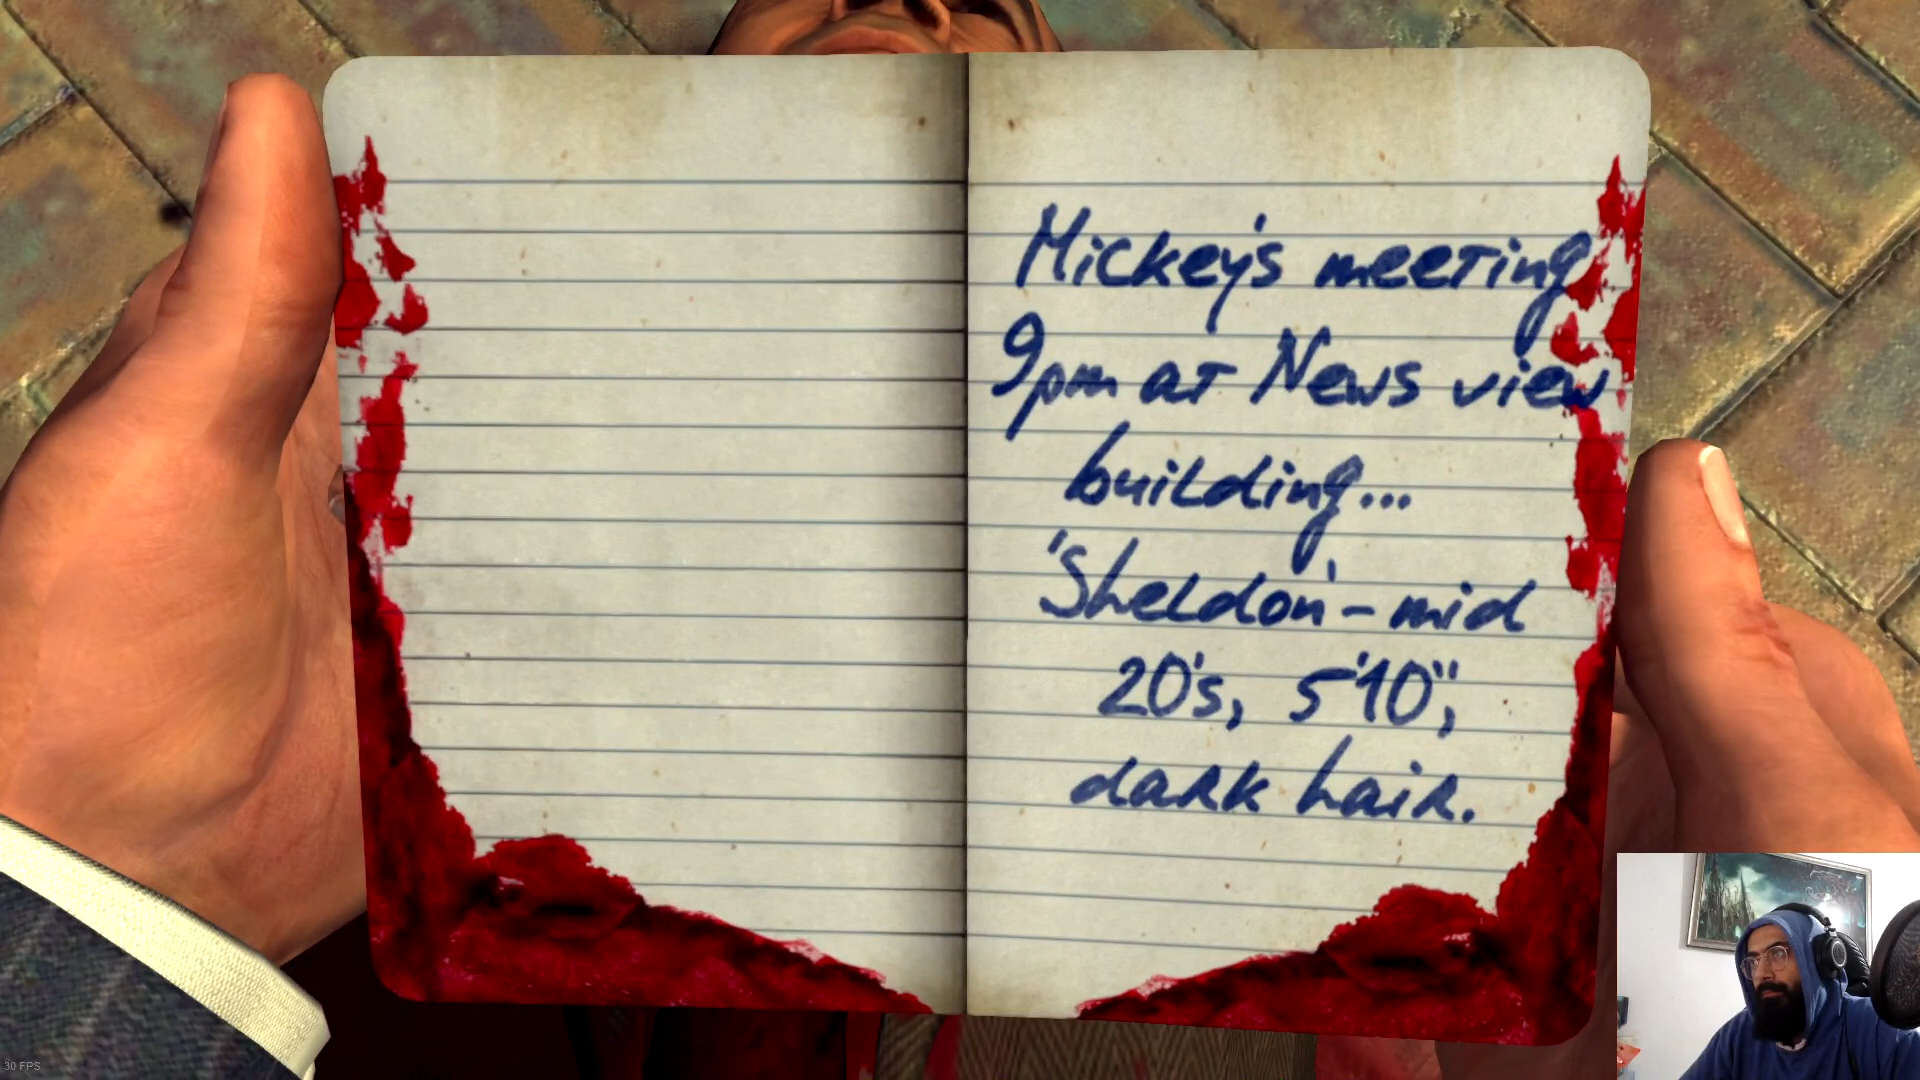 Mickey's meeting
9pm at News view
building...
'Sheldon' - mid
20's, 5'10",
dark hair.
30 FPS